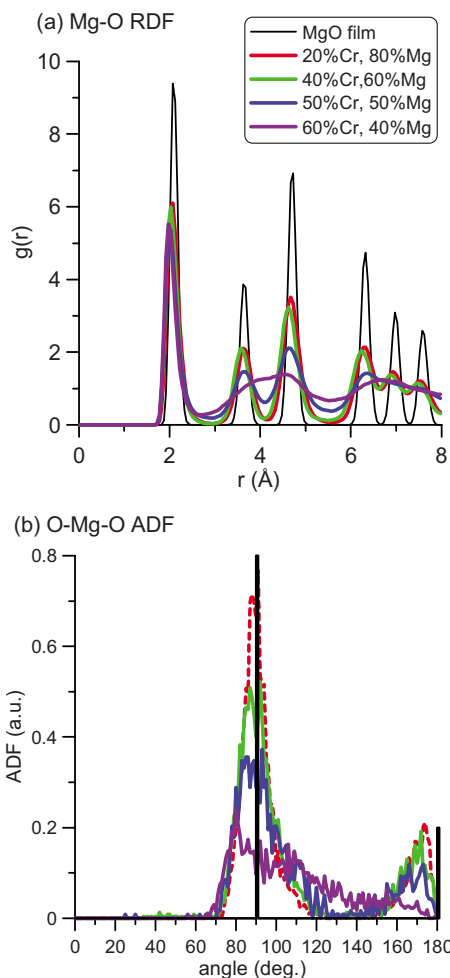 (a) Mg-O RDF
MgO film
20%Cr, 80%Mg
40%Cr,60%Mg
50%Cr, 50%Mg
60%Cr, 40%Mg
10
8
6
4
2
0
g(r)
0 2 4 6 8
r (Å)
(b) O-Mg-O ADF
0.8
0.6
0.4
0.2
0
ADF (a.u.)
0 20 40 60 80 100 120 140 160 180
angle (deg.)